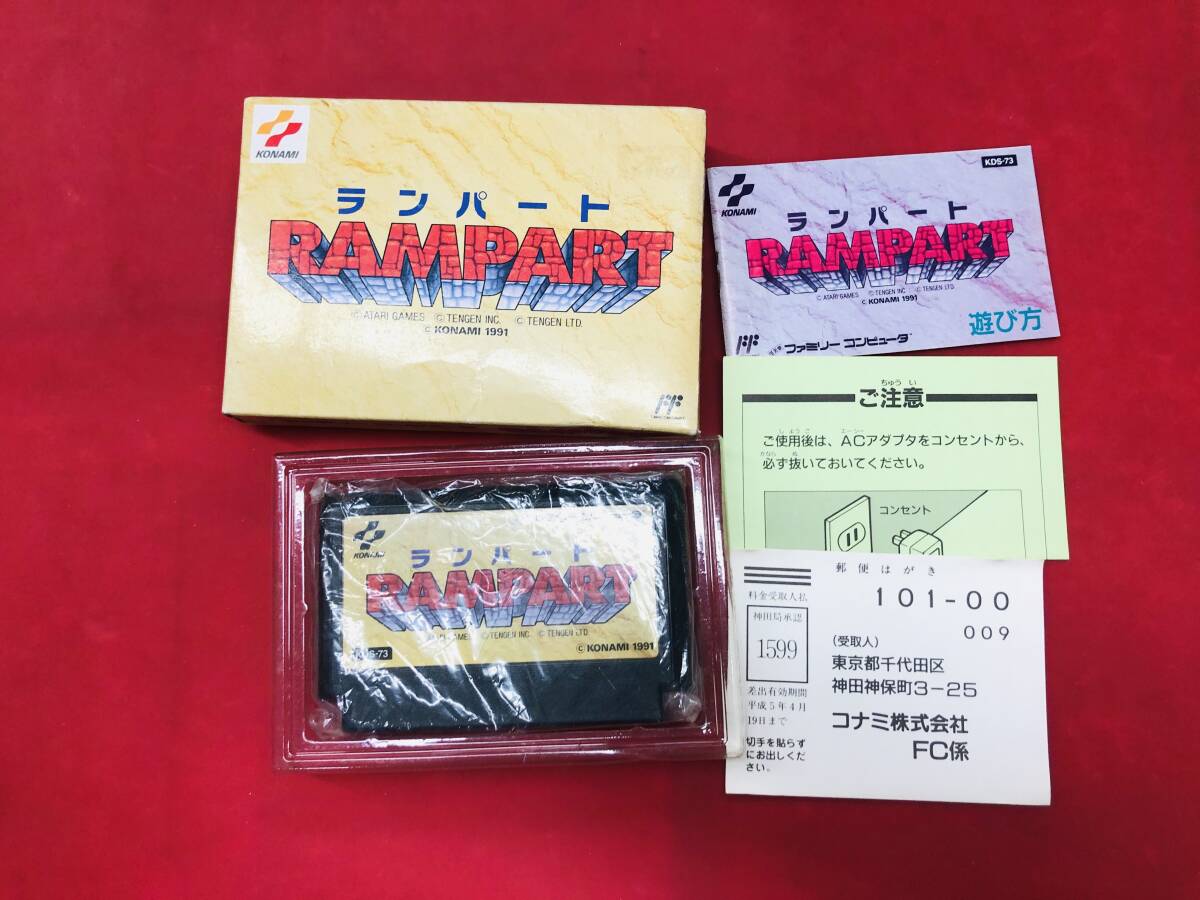 KONAMI
ランパート
RAMPART
© ATARI GAMES © TENGEN INC. © TENGEN LTD.
© KONAMI 1991
KDS-73
KONAMI
ランパート
RAMPART
© ATARI GAMES © TENGEN INC © TENGEN LTD.
© KONAMI 1991
遊び方
ファミリー コンピュータ
ちゅう い
ご注意
ご使用後は、ACアダプタをコンセントから、
必ず抜いておいてください。
コンセント
KONAMI
ランパート
RAMPART
GAMES © TENGEN INC. © TENGEN LTD.
© KONAMI 1991
郵便はがき
101-00
009
料金受取人払
神田局承認
1599
差出有効期間
平成5年4月
19日まで
切手を貼らず
にお出しくだ
さい。
(受取人)
東京都千代田区
神田神保町3-25
コナミ株式会社
FC係